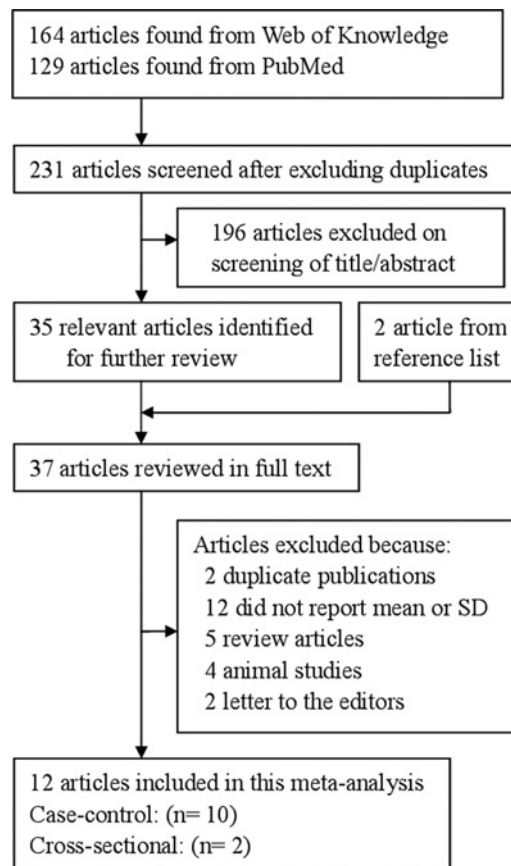 164 articles found from Web of Knowledge
129 articles found from PubMed
231 articles screened after excluding duplicates
196 articles excluded on
screening of title/abstract
35 relevant articles identified
for further review
2 article from
reference list
37 articles reviewed in full text
Articles excluded because:
2 duplicate publications
12 did not report mean or SD
5 review articles
4 animal studies
2 letter to the editors
12 articles included in this meta-analysis
Case-control: (n= 10)
Cross-sectional: (n= 2)